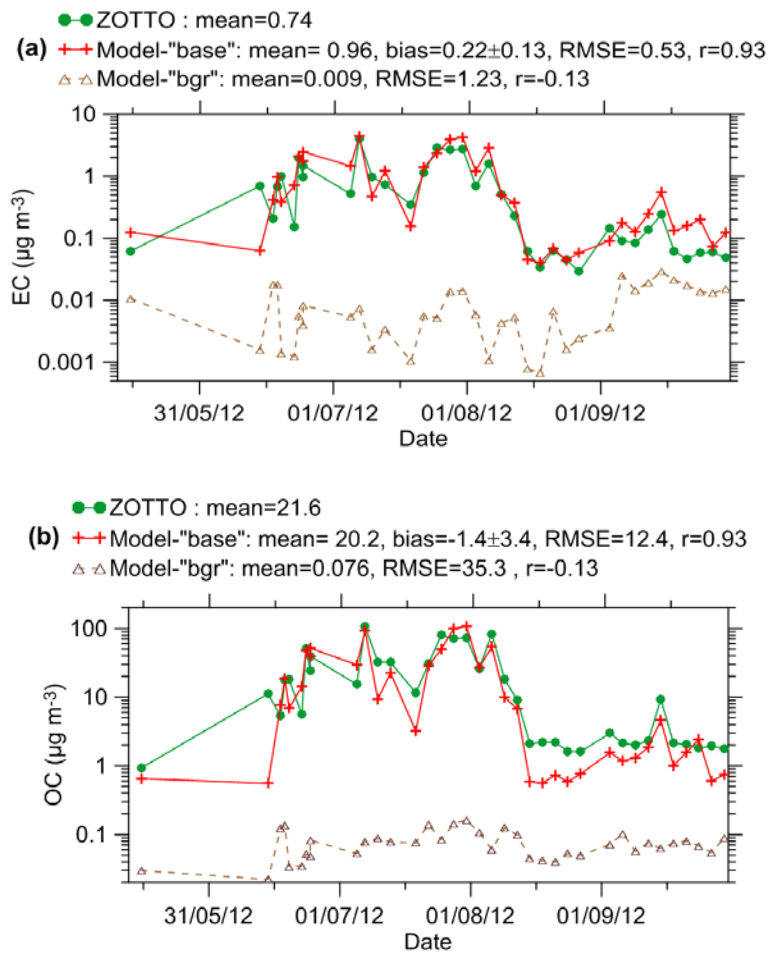 ZOTTO : mean=0.74
(a) Model-"base": mean= 0.96, bias=0.22±0.13, RMSE=0.53, r=0.93
Model-"bgr": mean=0.009, RMSE=1.23, r=-0.13
10
1
0.1
0.01
0.001
EC (µg m-3)
31/05/12 01/07/12 01/08/12 01/09/12
Date
ZOTTO : mean=21.6
(b) Model-"base": mean= 20.2, bias=-1.4±3.4, RMSE=12.4, r=0.93
Model-"bgr": mean=0.076, RMSE=35.3 , r=-0.13
100
10
1
0.1
OC (µg m-3)
31/05/12 01/07/12 01/08/12 01/09/12
Date